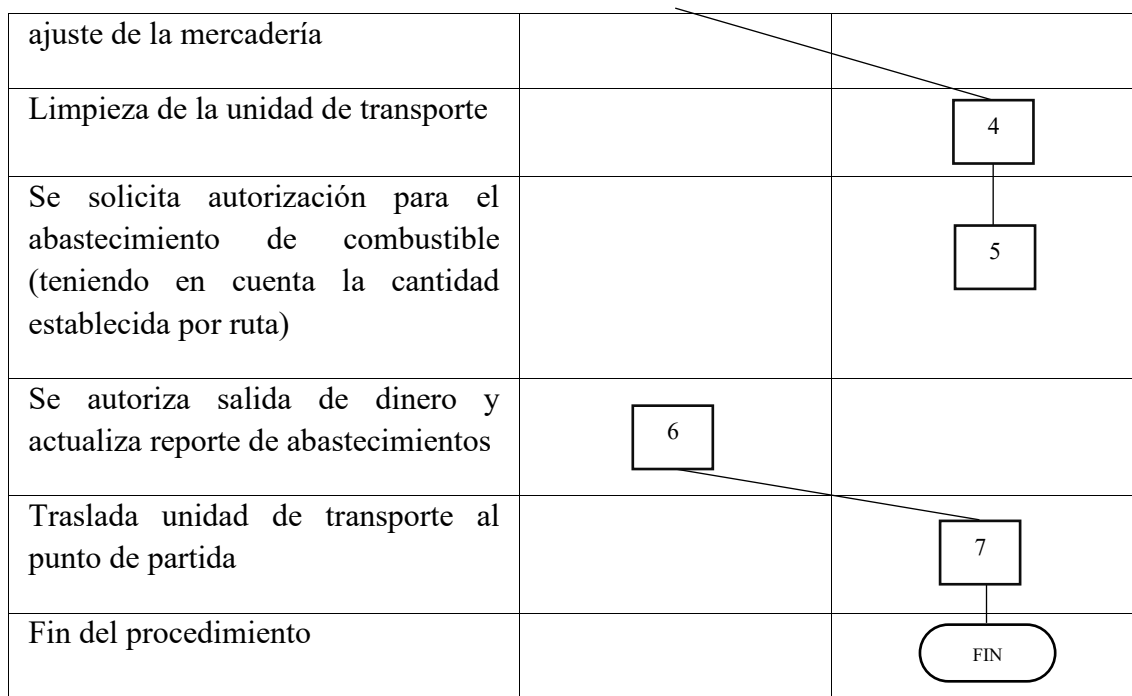 ajuste de la mercadería
Limpieza de la unidad de transporte
4
Se solicita autorización para el
abastecimiento de combustible
(teniendo en cuenta la cantidad
establecida por ruta)
5
Se autoriza salida de dinero y
actualiza reporte de abastecimientos
6
Traslada unidad de transporte al
punto de partida
7
Fin del procedimiento
FIN